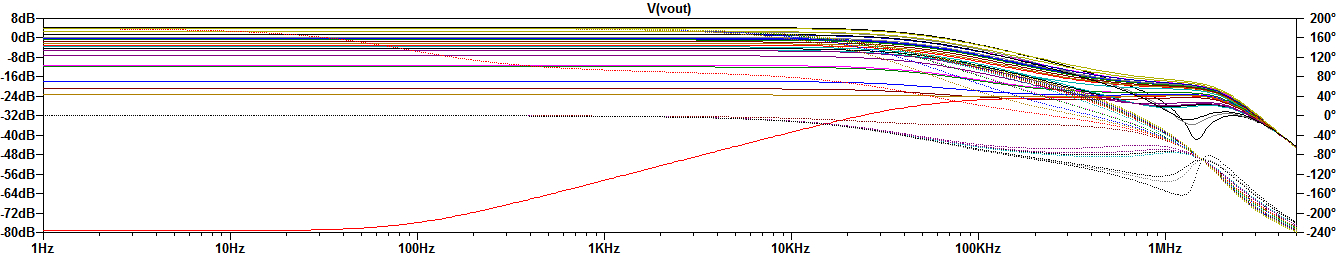 V(vout)
8dB 200°
0dB 160°
-8dB 120°
-16dB 80°
-24dB 40°
-32dB 0°
-40dB -40°
-48dB -80°
-56dB -120°
-64dB -160°
-72dB -200°
-80dB -240°
1Hz 10Hz 100Hz 1KHz 10KHz 100KHz 1MHz